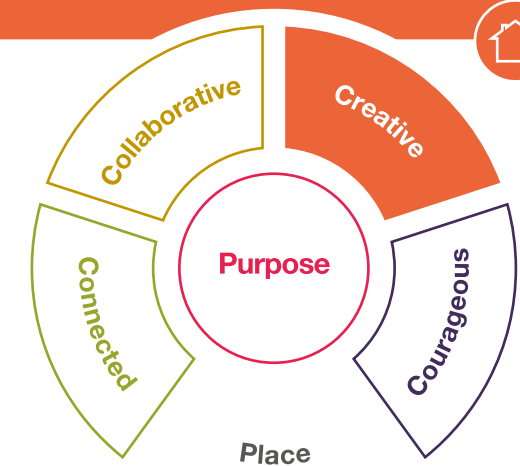 Collaborative
Creative
Connected
Purpose
Courageous
Place